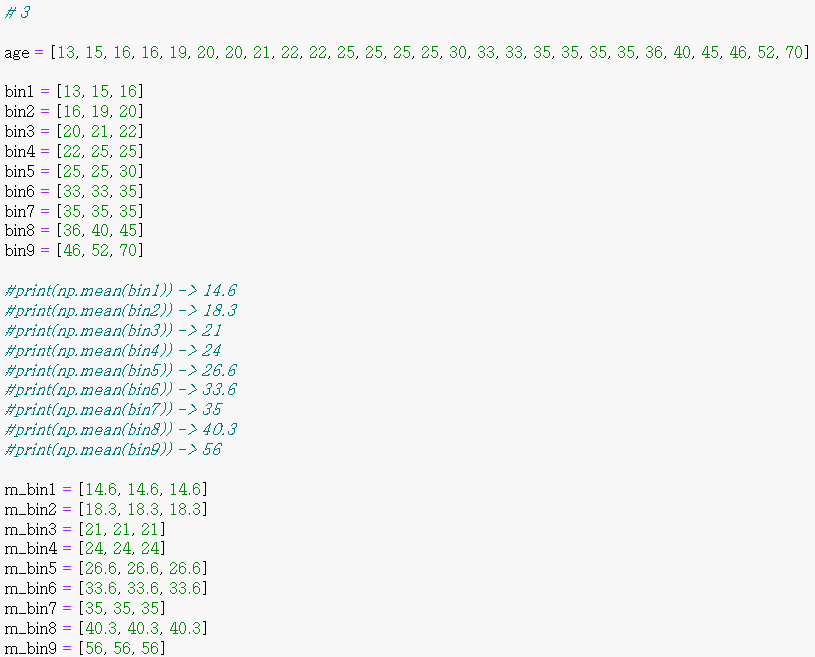 # 3
age = [13, 15, 16, 16, 19, 20, 20, 21, 22, 22, 25, 25, 25, 25, 30, 33, 33, 35, 35, 35, 35, 36, 40, 45, 46, 52, 70]
bin1 = [13, 15, 16]
bin2 = [16, 19, 20]
bin3 = [20, 21, 22]
bin4 = [22, 25, 25]
bin5 = [25, 25, 30]
bin6 = [33, 33, 35]
bin7 = [35, 35, 35]
bin8 = [36, 40, 45]
bin9 = [46, 52, 70]
#print(np.mean(bin1)) -> 14.6
#print(np.mean(bin2)) -> 18.3
#print(np.mean(bin3)) -> 21
#print(np.mean(bin4)) -> 24
#print(np.mean(bin5)) -> 26.6
#print(np.mean(bin6)) -> 33.6
#print(np.mean(bin7)) -> 35
#print(np.mean(bin8)) -> 40.3
#print(np.mean(bin9)) -> 56
m_bin1 = [14.6, 14.6, 14.6]
m_bin2 = [18.3, 18.3, 18.3]
m_bin3 = [21, 21, 21]
m_bin4 = [24, 24, 24]
m_bin5 = [26.6, 26.6, 26.6]
m_bin6 = [33.6, 33.6, 33.6]
m_bin7 = [35, 35, 35]
m_bin8 = [40.3, 40.3, 40.3]
m_bin9 = [56, 56, 56]